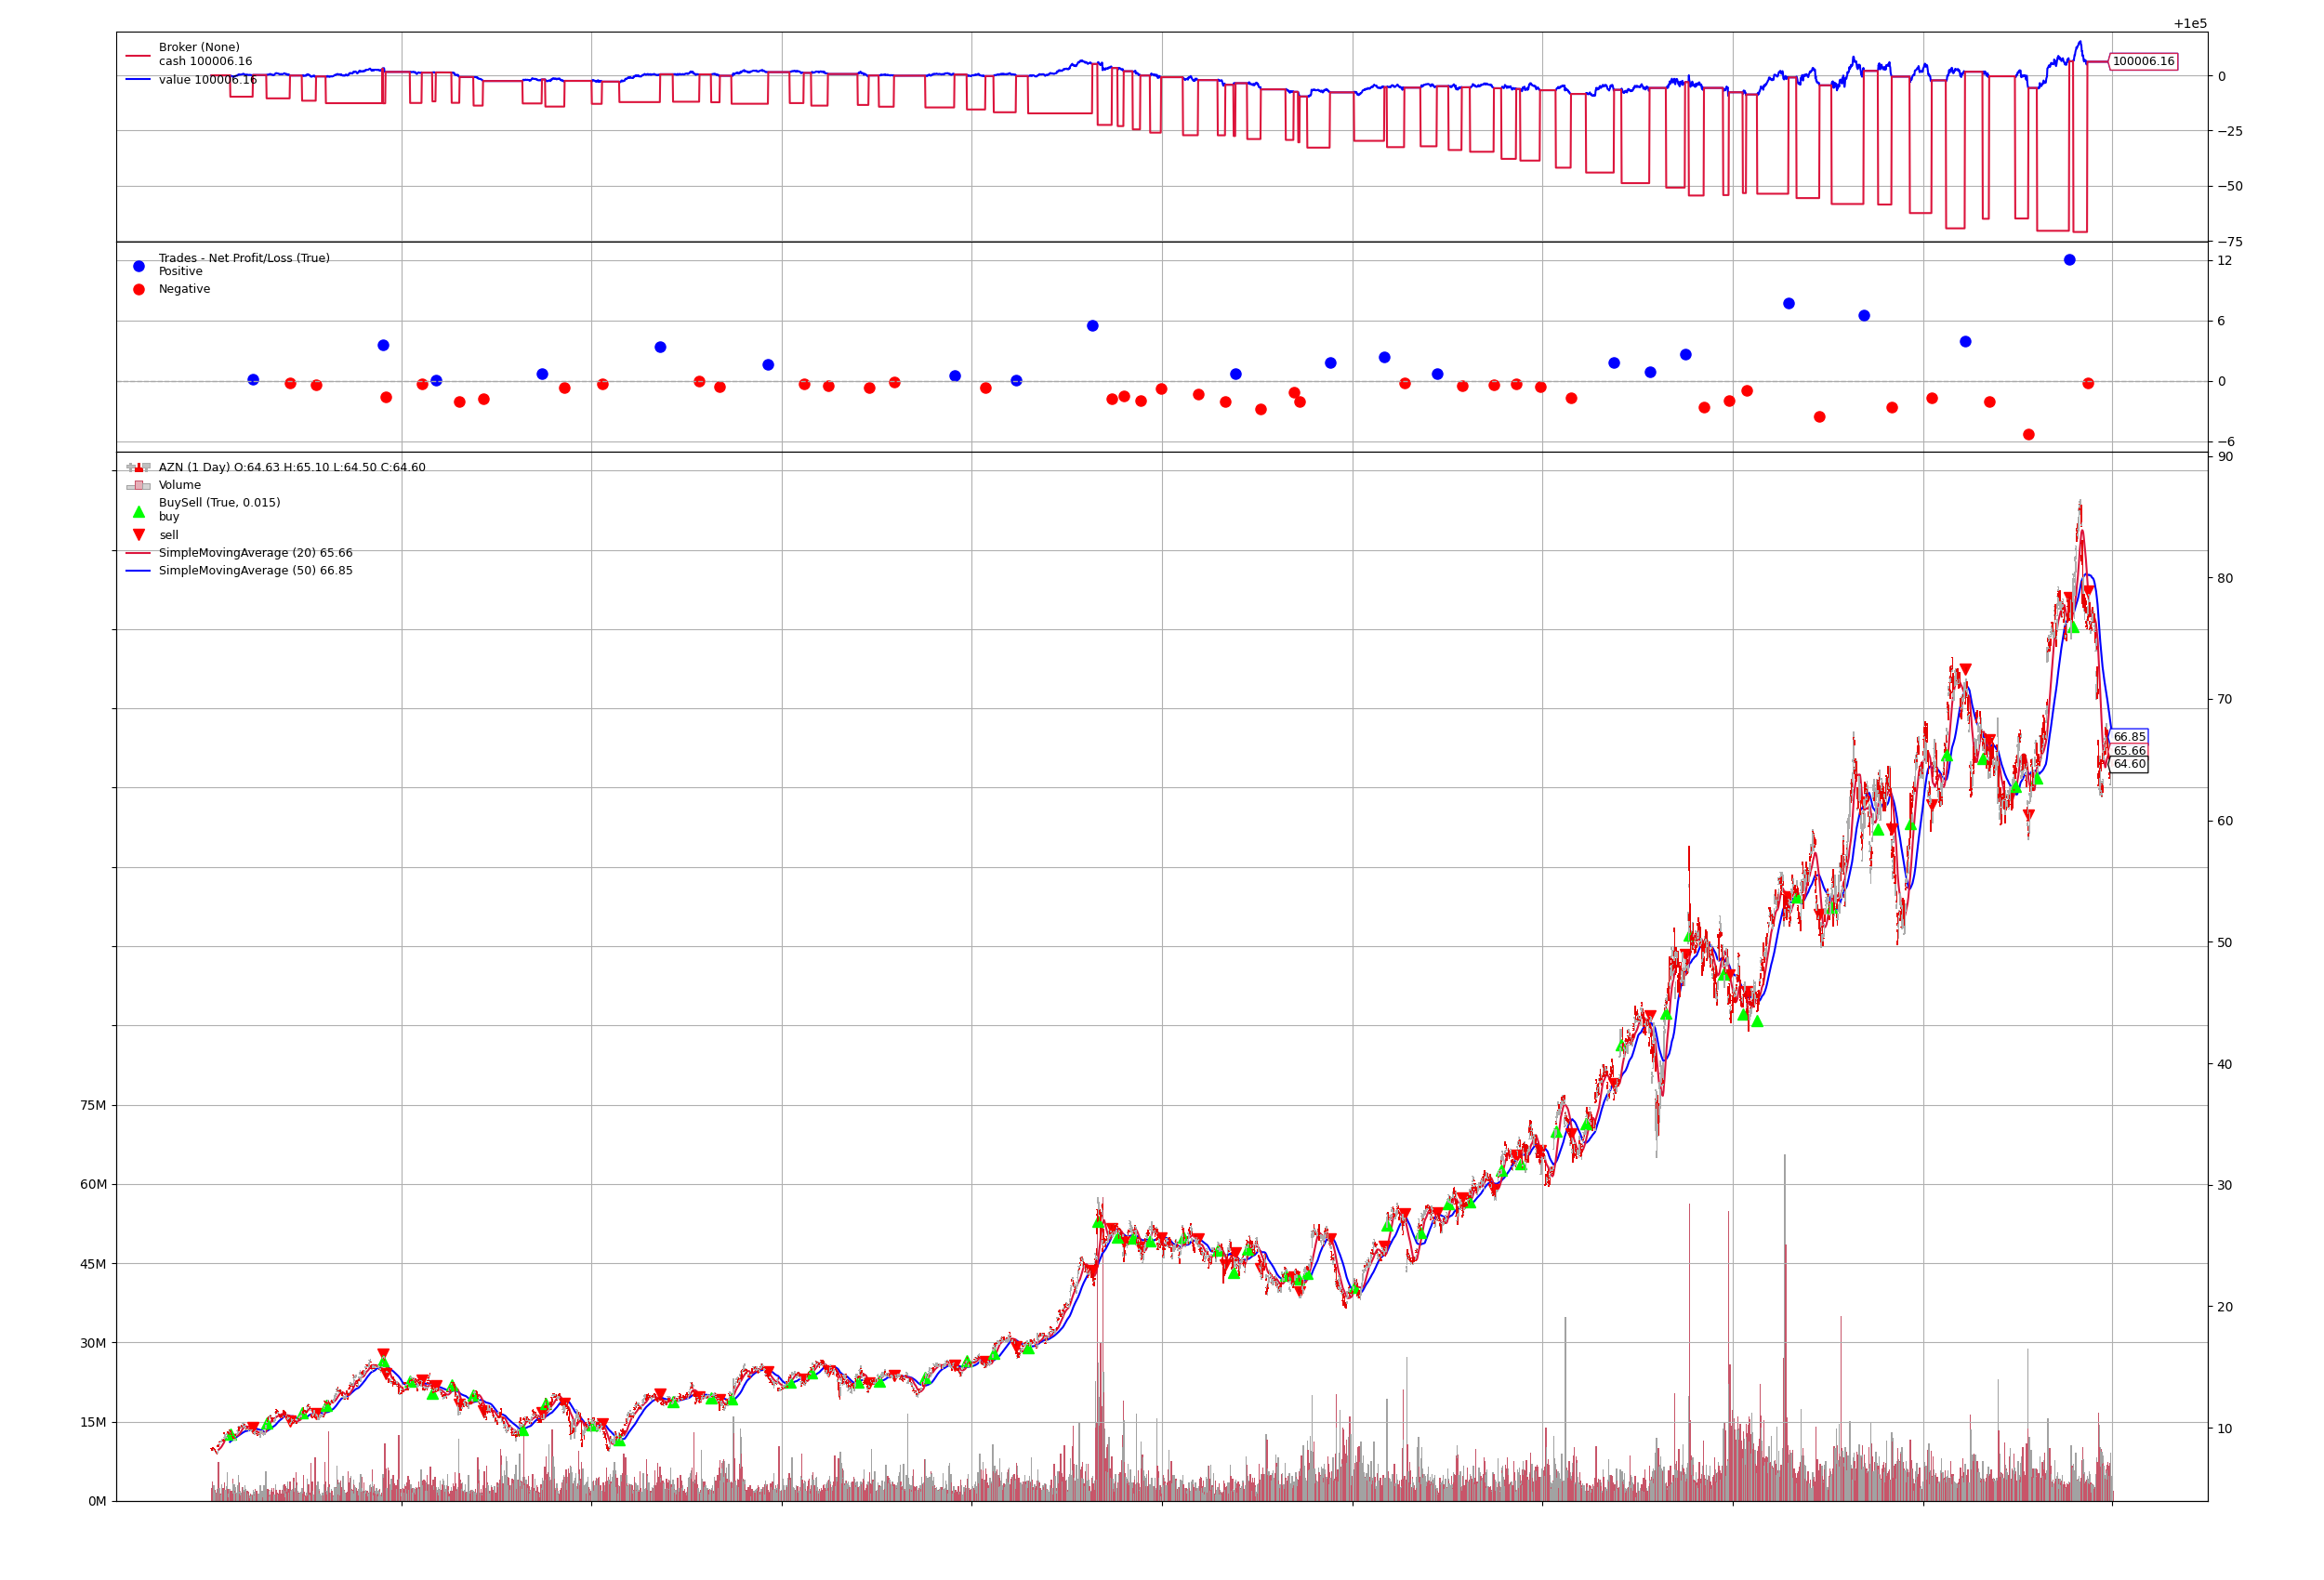 +1e5
Broker (None)
cash 100006.16
value 100006.16
100006.16
0
−25
−50
−75
Trades - Net Profit/Loss (True)
Positive
Negative
12
6
0
−6
AZN (1 Day) O:64.63 H:65.10 L:64.50 C:64.60
Volume
BuySell (True, 0.015)
buy
sell
SimpleMovingAverage (20) 65.66
SimpleMovingAverage (50) 66.85
90
80
70
66.85
65.66
64.60
60
50
40
30
20
10
75M
60M
45M
30M
15M
0M